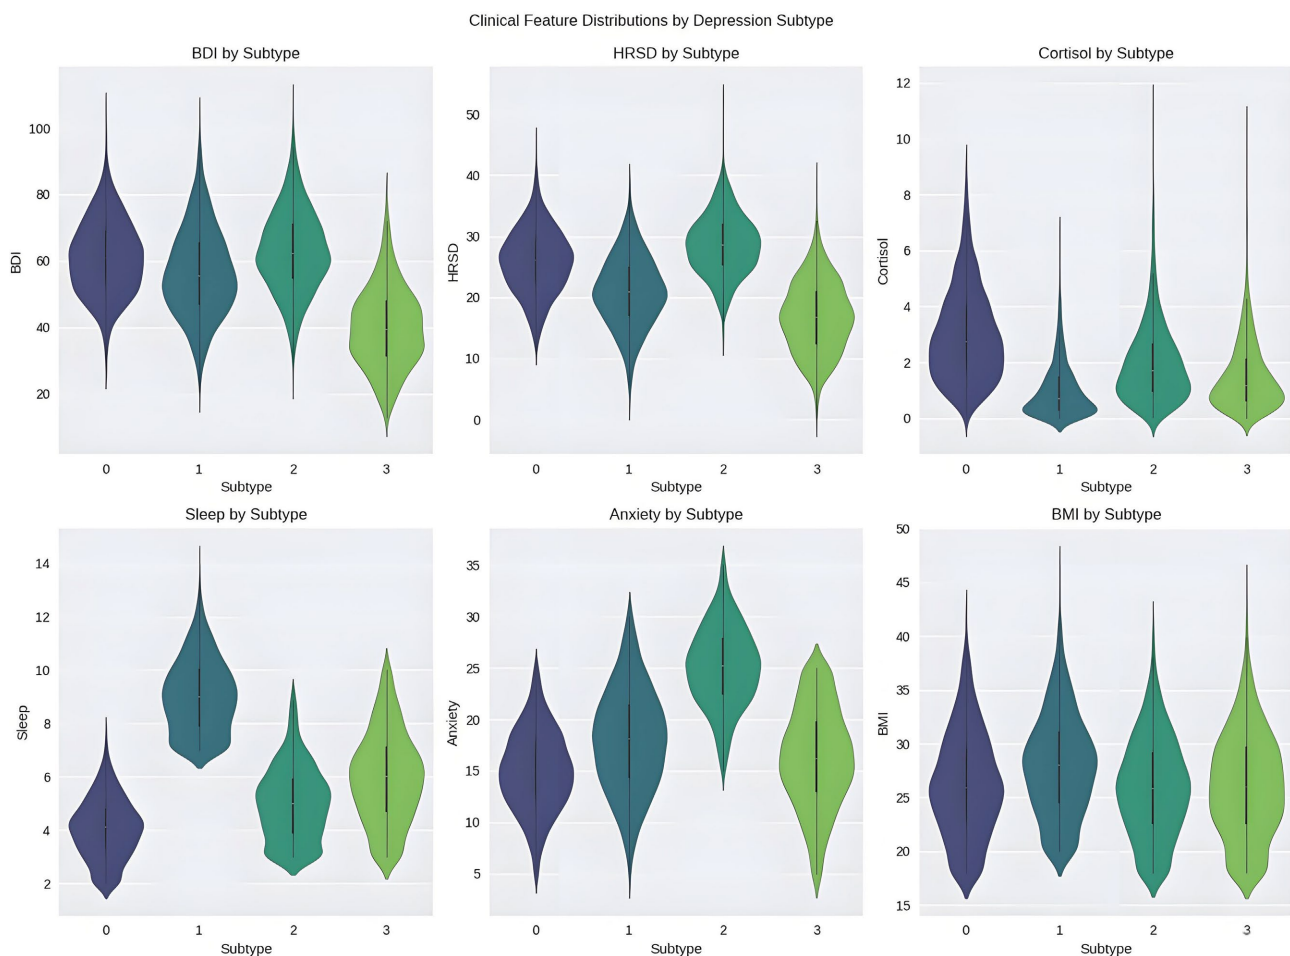 Clinical Feature Distributions by Depression Subtype
BDI by Subtype
HRSD by Subtype
Cortisol by Subtype
BDI
100
80
60
40
20
0 1 2 3
Subtype
HRSD
50
40
30
20
10
0
0 1 2 3
Subtype
Cortisol
12
10
8
6
4
2
0
0 1 2 3
Subtype
Sleep by Subtype
Anxiety by Subtype
BMI by Subtype
Sleep
14
12
10
8
6
4
2
0 1 2 3
Subtype
Anxiety
35
30
25
20
15
10
5
0 1 2 3
Subtype
BMI
50
45
40
35
30
25
20
15
0 1 2 3
Subtype